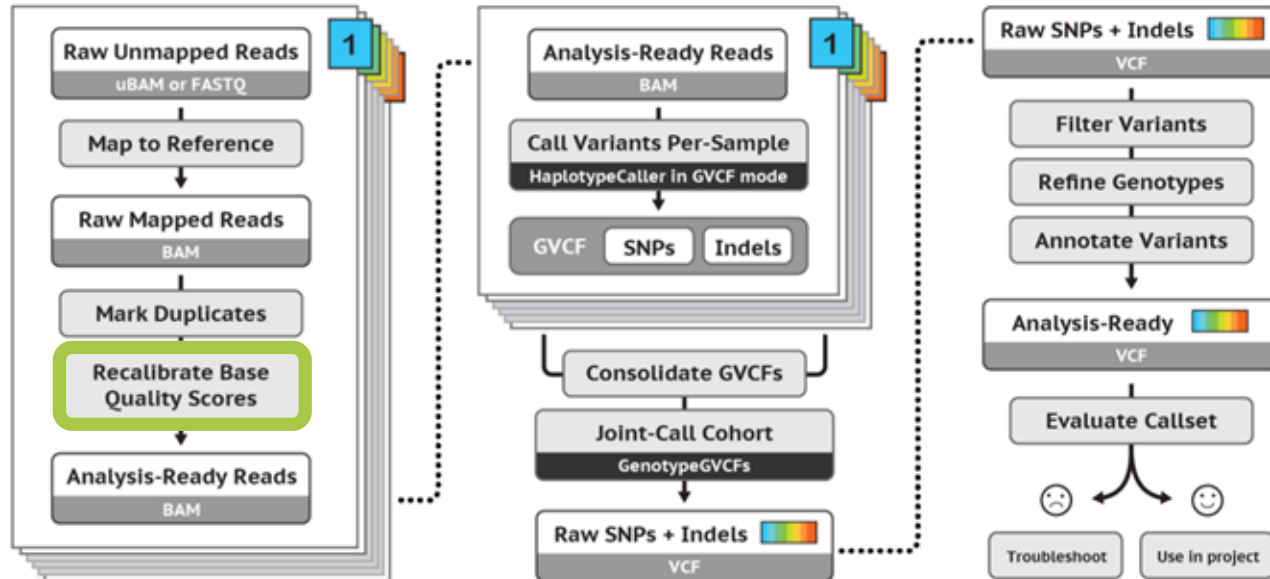 1
Raw Unmapped Reads
uBAM or FASTQ
Map to Reference
Raw Mapped Reads
BAM
Mark Duplicates
Recalibrate Base
Quality Scores
Analysis-Ready Reads
BAM
1
Analysis-Ready Reads
BAM
Call Variants Per-Sample
HaplotypeCaller in GVCF mode
GVCF SNPs Indels
Consolidate GVCFs
Joint-Call Cohort
GenotypeGVCFs
Raw SNPs + Indels
VCF
Raw SNPs + Indels
VCF
Filter Variants
Refine Genotypes
Annotate Variants
Analysis-Ready
VCF
Evaluate Callset
Troubleshoot
Use in project